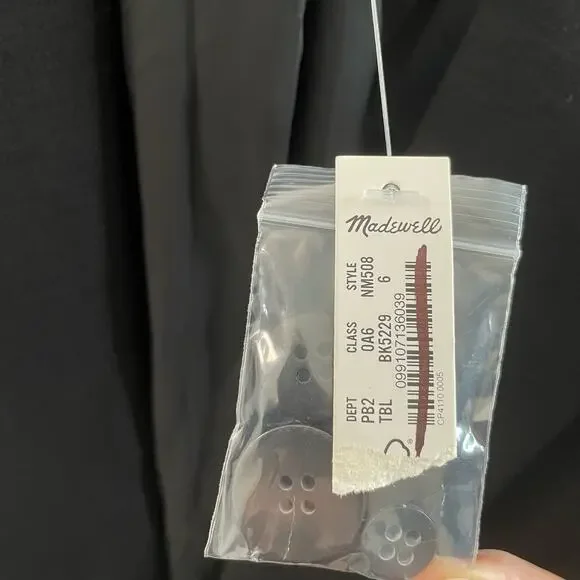 Madewell
DEPT CLASS STYLE
PB2 0A6 NM508
TBL BK5229 6
099107136039
CP4110 0005
®